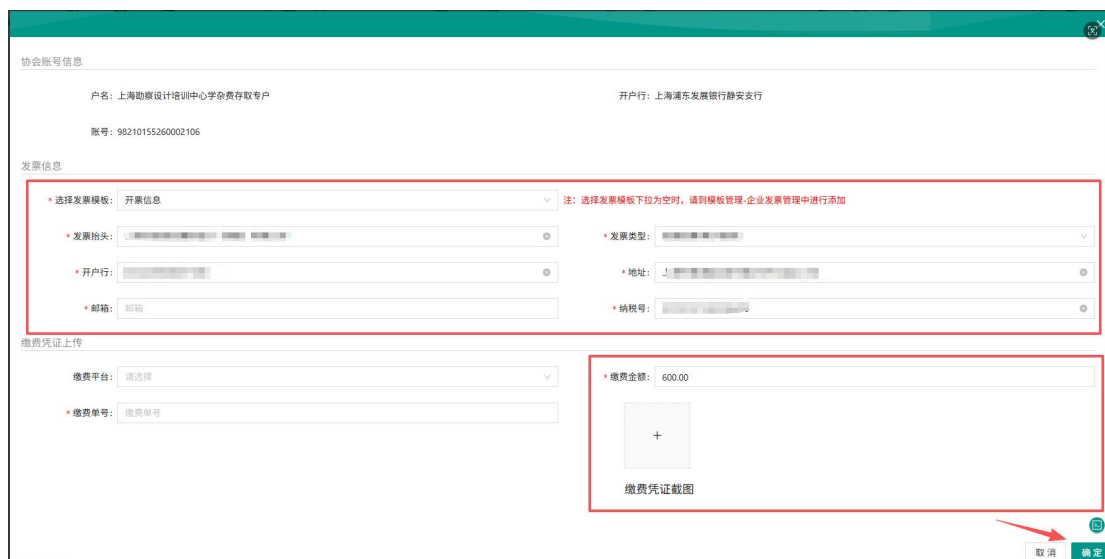 协会账号信息
户名：上海勘察设计培训中心学杂费存取专户 开户行：上海浦东发展银行静安支行
账号：98210155260002106
发票信息
* 选择发票模板： 开票信息 注：选择发票模板下拉为空时，请到模板管理-企业发票管理中进行添加
* 发票抬头： * 发票类型：
* 开户行： * 地址：
* 邮箱： 邮箱 * 纳税号：
缴费凭证上传
缴费平台： 请选择 * 缴费金额： 600.00
* 缴费单号： 缴费单号
+
缴费凭证截图
取 消 确 定